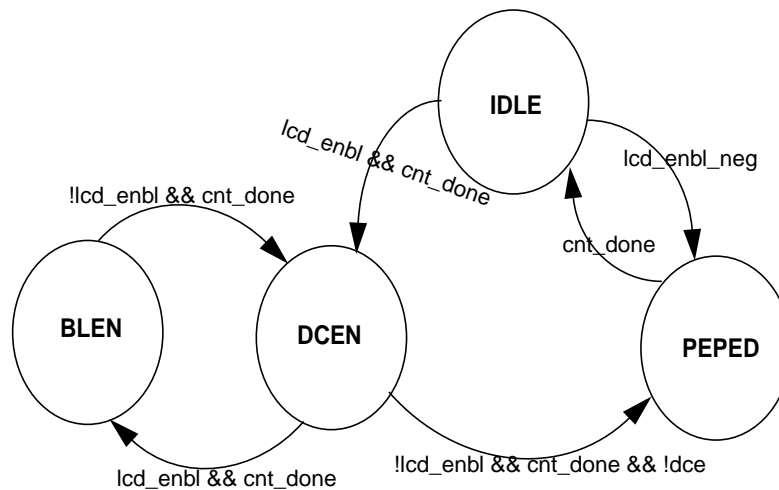 IDLE
lcd_enbl && cnt_done
lcd_enbl_neg
!lcd_enbl && cnt_done
cnt_done
BLEN
DCEN
PEPED
!lcd_enbl && cnt_done && !dce
lcd_enbl && cnt_done